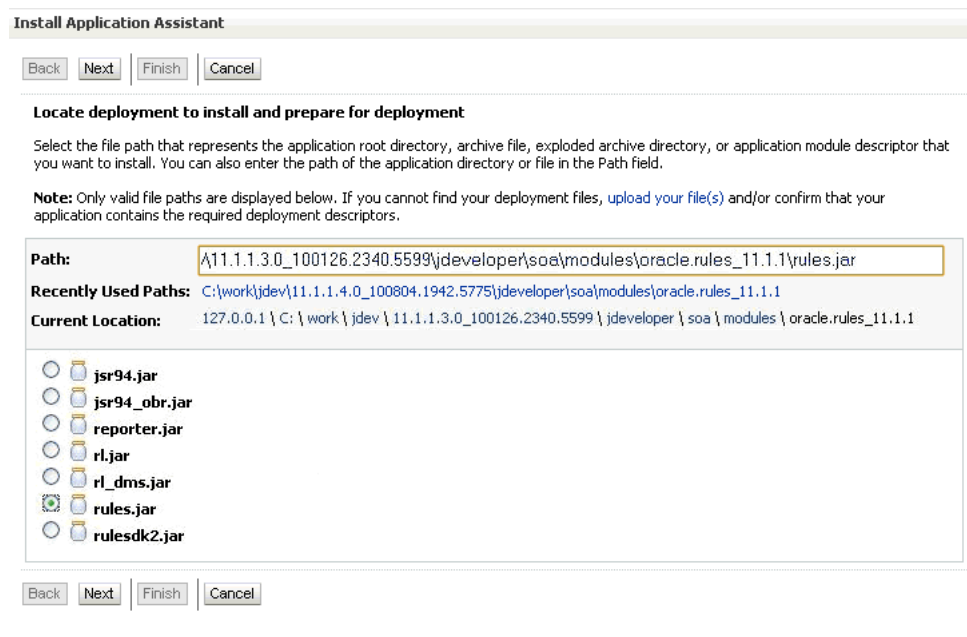 Install Application Assistant
Back Next Finish Cancel
Locate deployment to install and prepare for deployment
Select the file path that represents the application root directory, archive file, exploded archive directory, or application module descriptor that
you want to install. You can also enter the path of the application directory or file in the Path field.
Note: Only valid file paths are displayed below. If you cannot find your deployment files, upload your file(s) and/or confirm that your
application contains the required deployment descriptors.
Path: \11.1.1.3.0_100126.2340.5599\jdeveloper\soa\modules\oracle.rules_11.1.1\rules.jar
Recently Used Paths: C:\work\jdev\11.1.1.4.0_100804.1942.5775\jdeveloper\soa\modules\oracle.rules_11.1.1
Current Location: 127.0.0.1 \ C: \ work \ jdev \ 11.1.1.3.0_100126.2340.5599 \ jdeveloper \ soa \ modules \ oracle.rules_11.1.1
jsr94.jar
jsr94_obr.jar
reporter.jar
rl.jar
rl_dms.jar
rules.jar
rulesdk2.jar
Back Next Finish Cancel